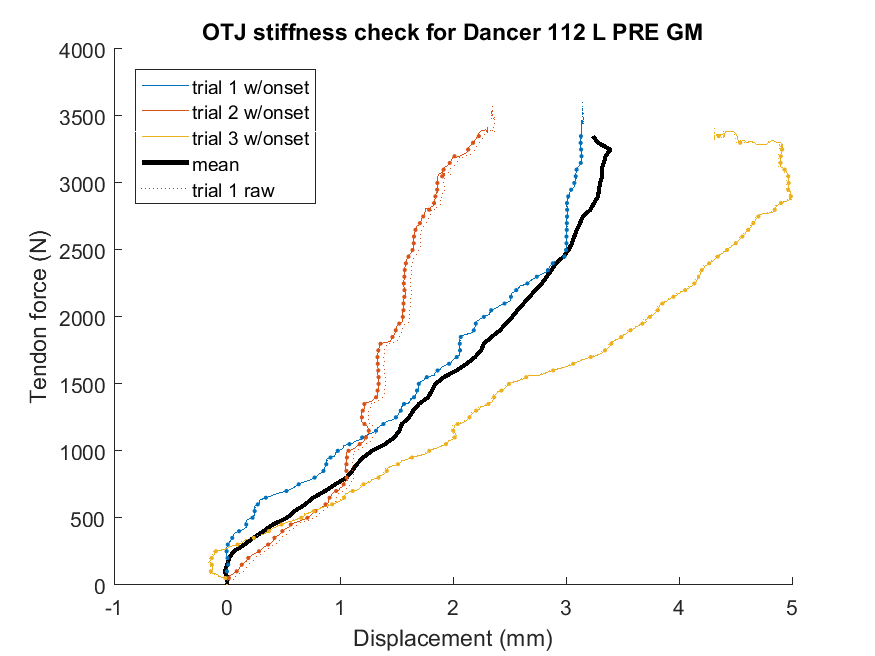 OTJ stiffness check for Dancer 112 L PRE GM
4000
3500
3000
2500
2000
1500
1000
500
0
Tendon force (N)
trial 1 w/onset
trial 2 w/onset
trial 3 w/onset
mean
trial 1 raw
-1
0
1
2
3
4
5
Displacement (mm)